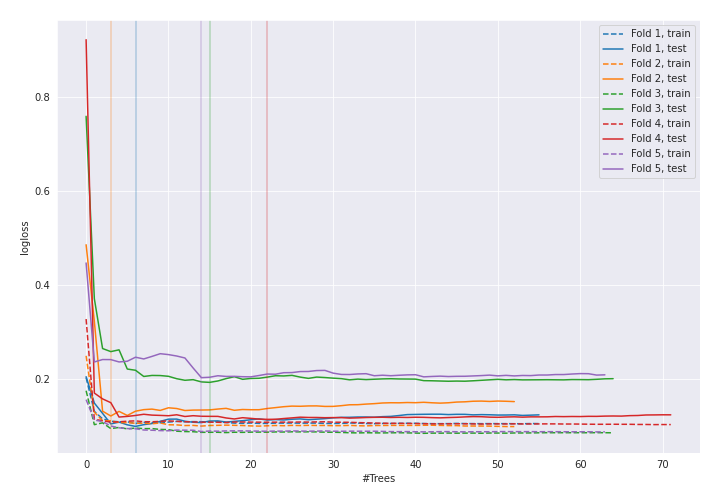 Fold 1, train
Fold 1, test
Fold 2, train
Fold 2, test
Fold 3, train
Fold 3, test
Fold 4, train
Fold 4, test
Fold 5, train
Fold 5, test
logloss
0.8
0.6
0.4
0.2
0 10 20 30 40 50 60 70
#Trees